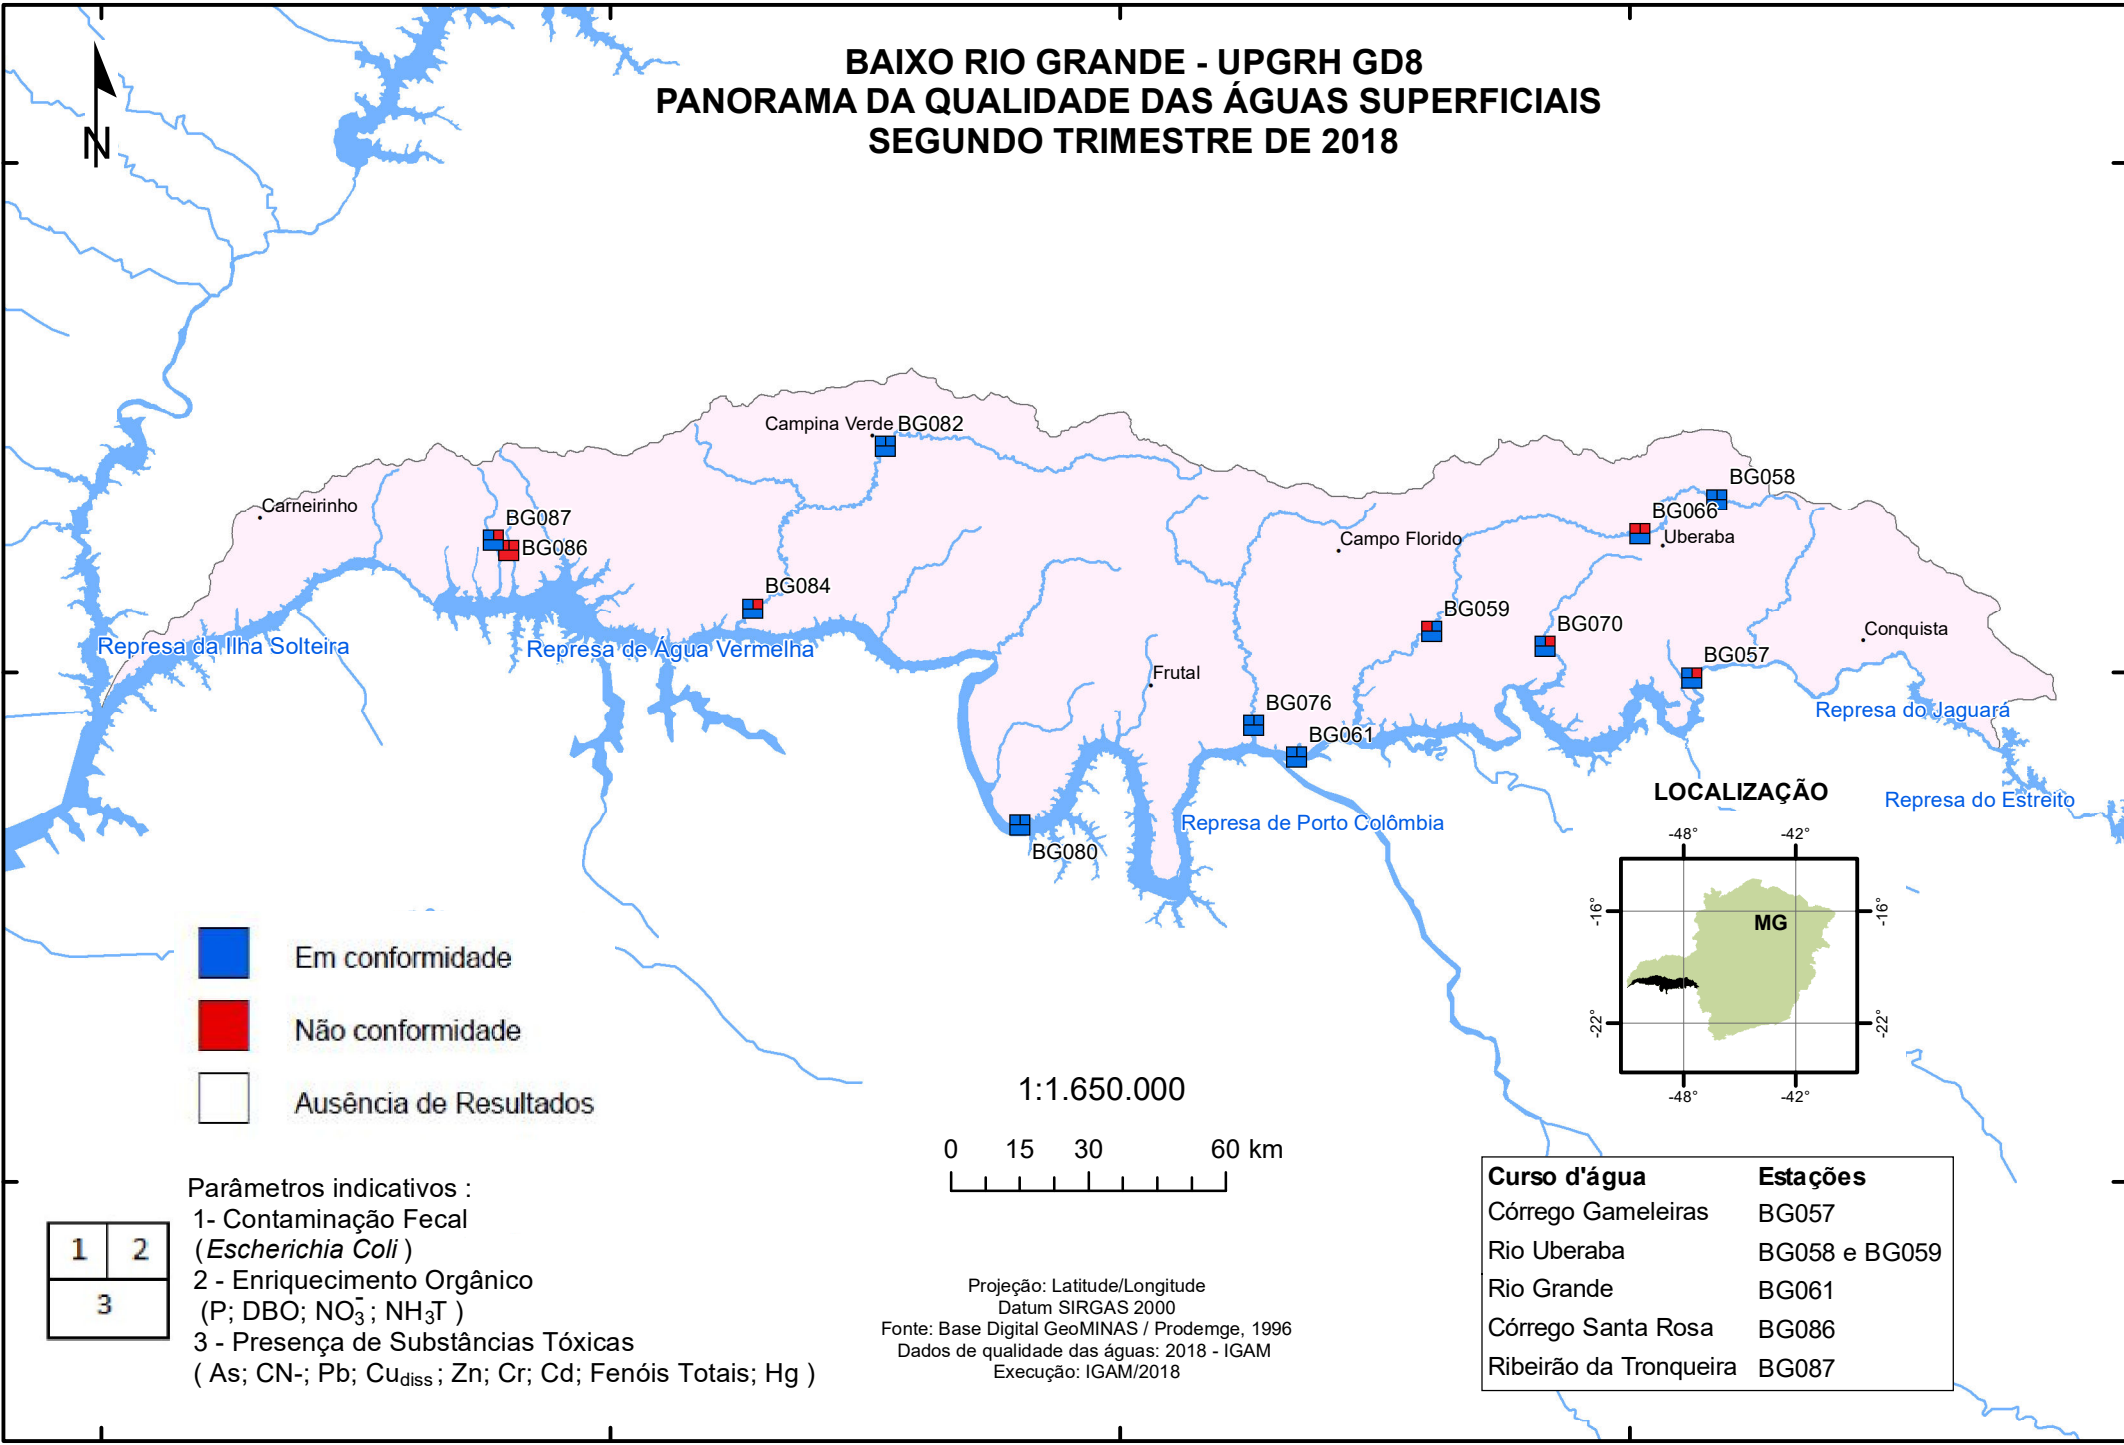 BAIXO RIO GRANDE - UPGRH GD8
PANORAMA DA QUALIDADE DAS ÁGUAS SUPERFICIAIS
SEGUNDO TRIMESTRE DE 2018
N
Campina Verde
BG082
BG058
Carneirinho
BG087
BG066
BG086
Campo Florido
Uberaba
BG084
BG059
BG070
Conquista
Represa da Ilha Solteira
Represa de Água Vermelha
BG057
Frutal
BG076
Represa do Jaguará
BG061
LOCALIZAÇÃO
Represa do Estreito
Represa de Porto Colômbia
BG080
-48° -42°
-16° MG -16°
-22° -22°
-48° -42°
Em conformidade
Não conformidade
Ausência de Resultados
1:1.650.000
0 15 30 60 km
Parâmetros indicativos :
1- Contaminação Fecal
(Escherichia Coli )
2 - Enriquecimento Orgânico
(P; DBO; NO3-; NH3T )
3 - Presença de Substâncias Tóxicas
( As; CN-; Pb; Cudiss ; Zn; Cr; Cd; Fenóis Totais; Hg )
1 2
3
Projeção: Latitude/Longitude
Datum SIRGAS 2000
Fonte: Base Digital GeoMINAS / Prodemge, 1996
Dados de qualidade das águas: 2018 - IGAM
Execução: IGAM/2018
Curso d'água Estações
Córrego Gameleiras BG057
Rio Uberaba BG058 e BG059
Rio Grande BG061
Córrego Santa Rosa BG086
Ribeirão da Tronqueira BG087